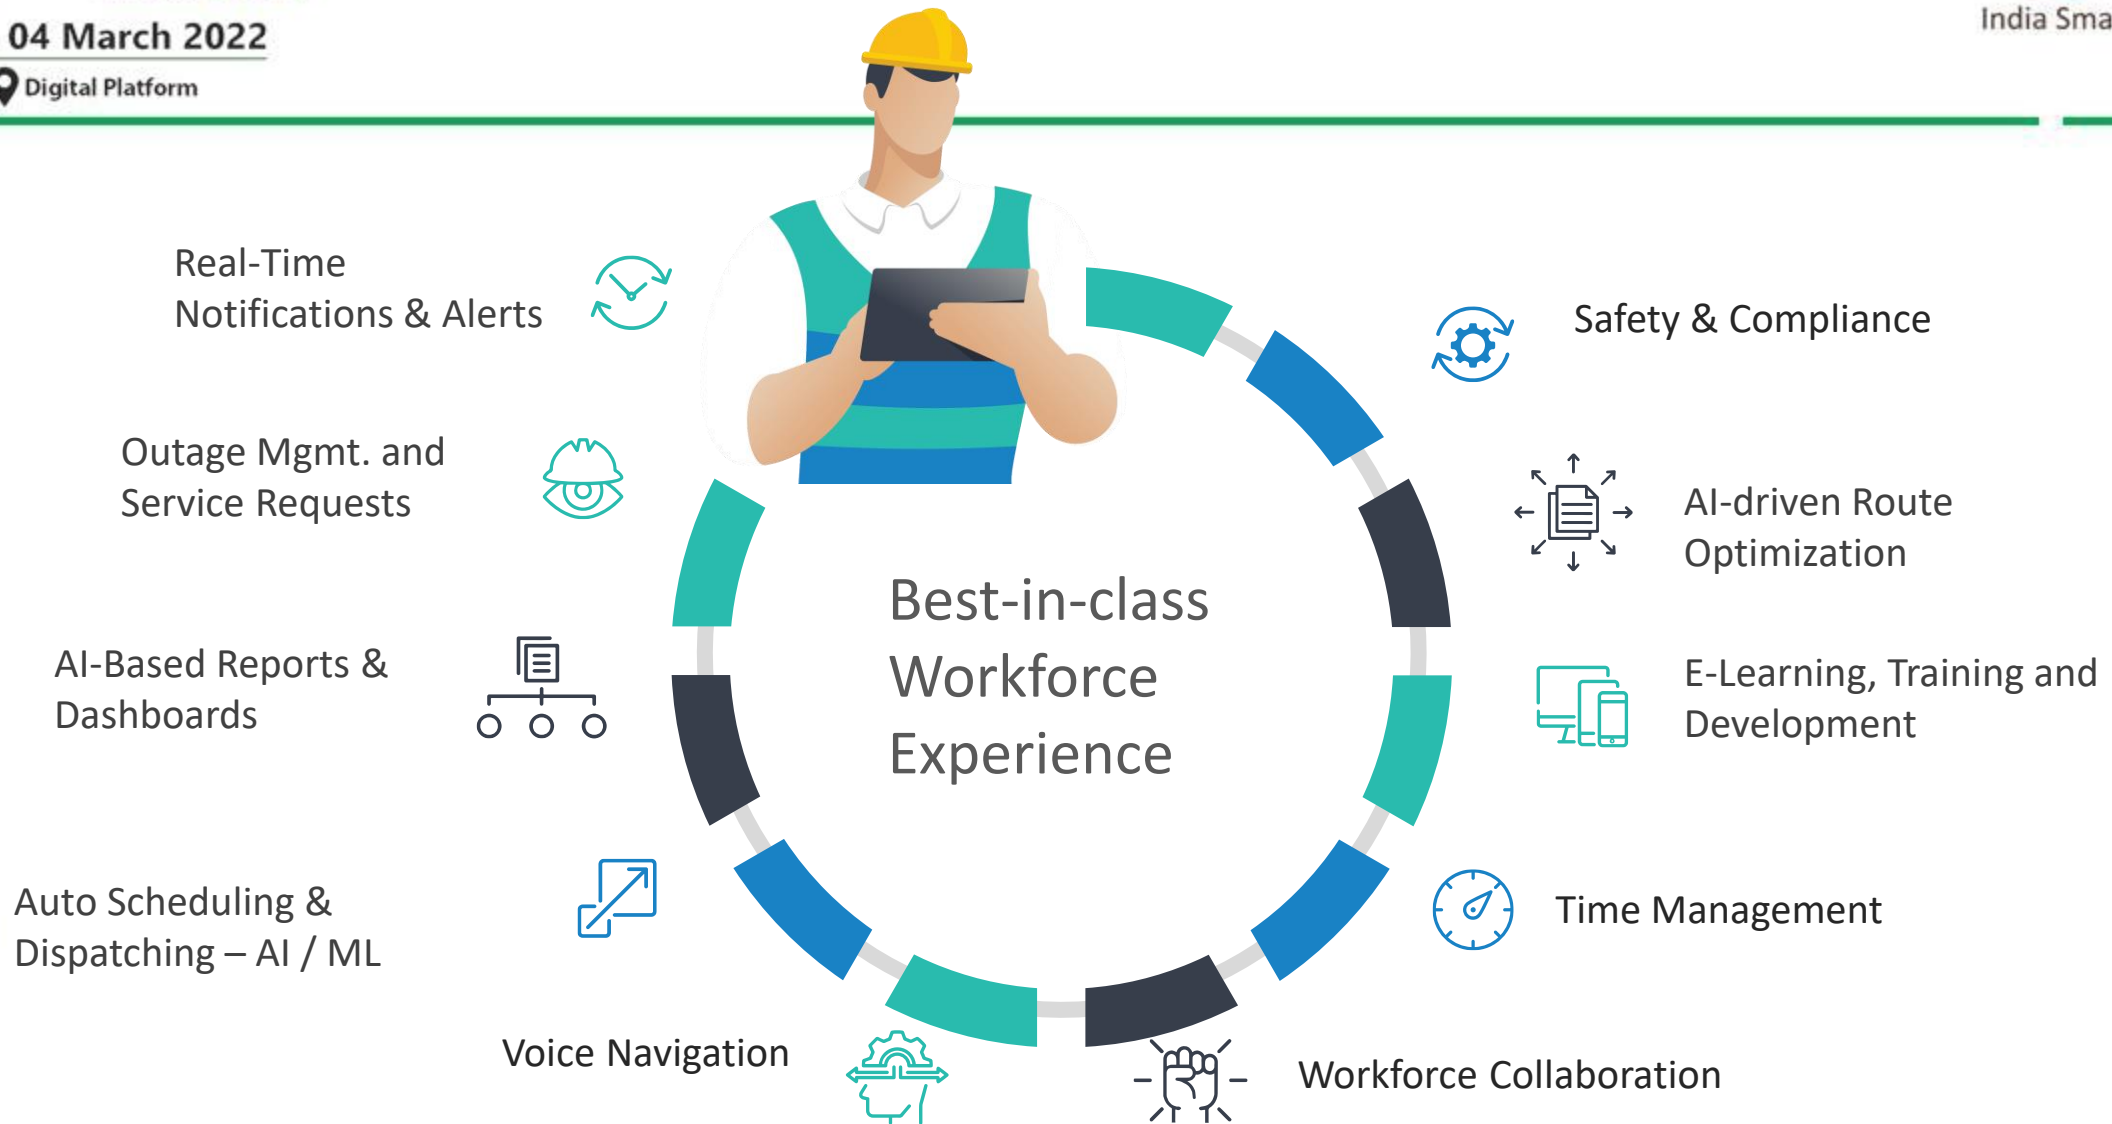 04 March 2022
Digital Platform
India Sma
Real-Time
Notifications & Alerts
Outage Mgmt. and
Service Requests
AI-Based Reports &
Dashboards
Auto Scheduling &
Dispatching – AI / ML
Voice Navigation
Best-in-class
Workforce
Experience
Safety & Compliance
AI-driven Route
Optimization
E-Learning, Training and
Development
Time Management
Workforce Collaboration